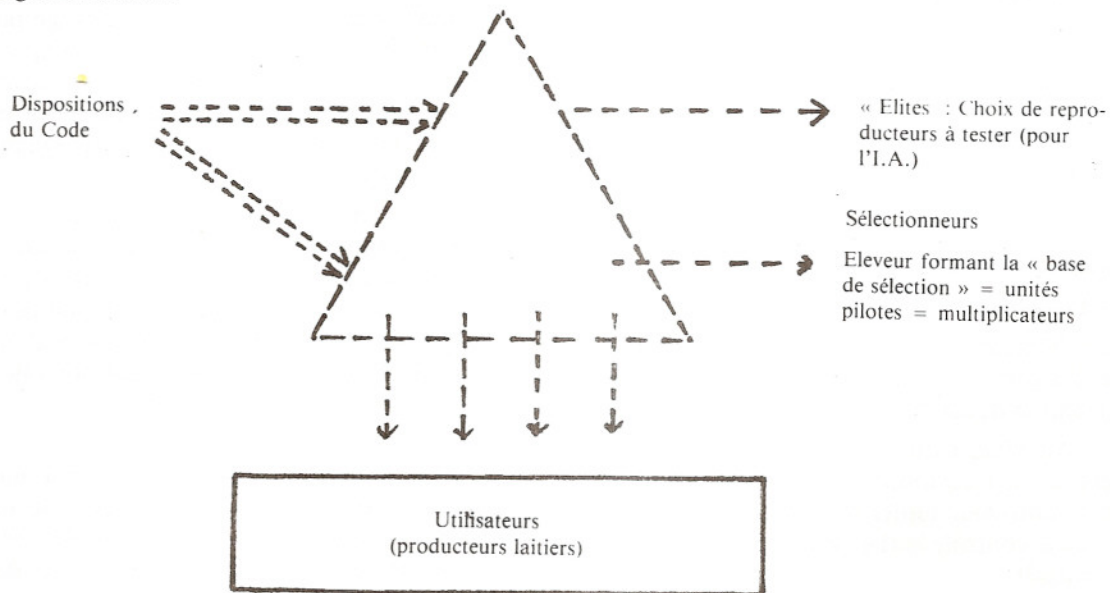 Dispositions
du Code
« Elites : Choix de repro-
ducteurs à tester (pour
l'I.A.)
Sélectionneurs
Eleveur formant la « base
de sélection » = unités
pilotes = multiplicateurs
Utilisateurs
(producteurs laitiers)